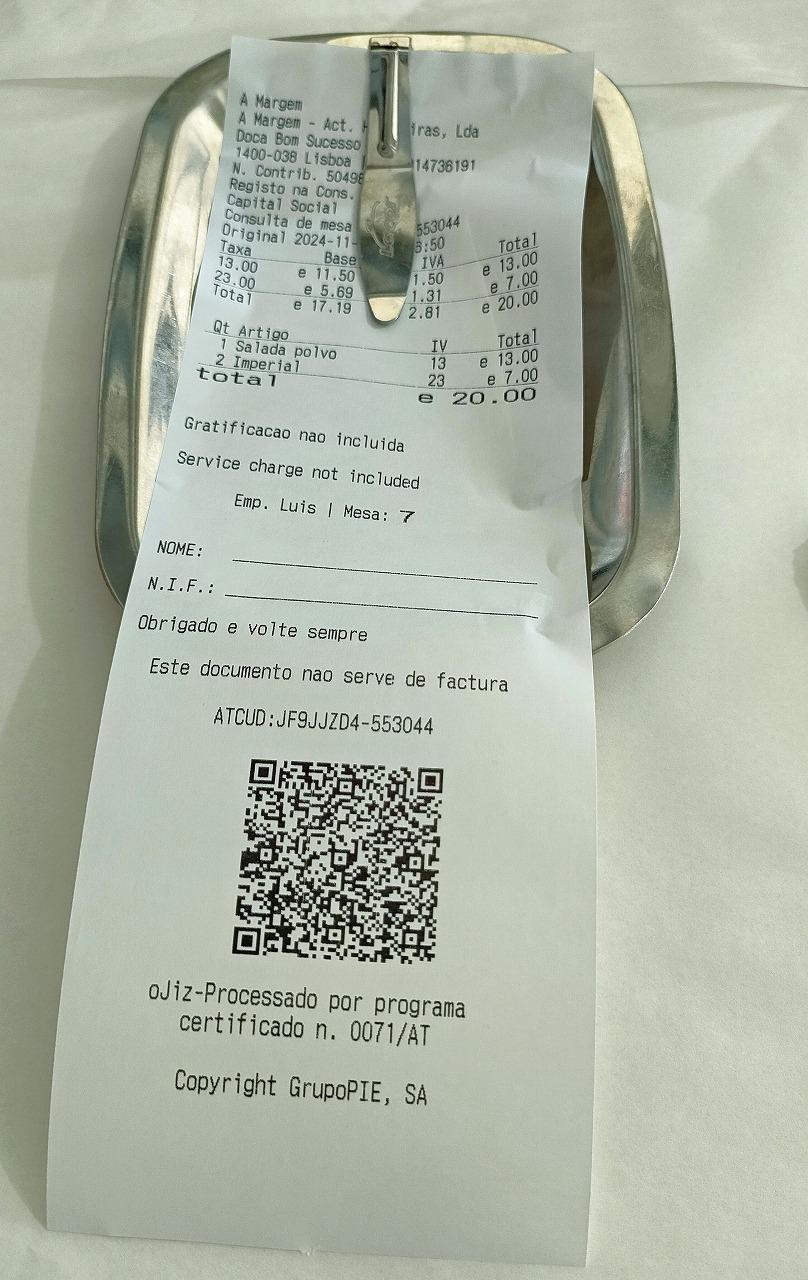 A Margem
A Margem - Act. iras, Lda
Doca Bom Sucesso
1400-038 Lisboa 14736191
N. Contrib. 50498
Registo na Cons.
Capital Social
Consulta de mesa 553044
Original 2024-11- :50
Taxa Base IVA Total
13.00 e 11.50 1.50 e 13.00
23.00 e 5.69 1.31 e 7.00
Total e 17.19 2.81 e 20.00
Qt Artigo IV Total
1 Salada polvo 13 e 13.00
2 Imperial 23 e 7.00
total e 20.00
Gratificacao nao incluida
Service charge not included
Emp. Luis | Mesa: 7
NOME:
N.I.F.:
Obrigado e volte sempre
Este documento nao serve de factura
ATCUD:JF9JJZD4-553044
oJiz-Processado por programa
certificado n. 0071/AT
Copyright GrupoPIE, SA